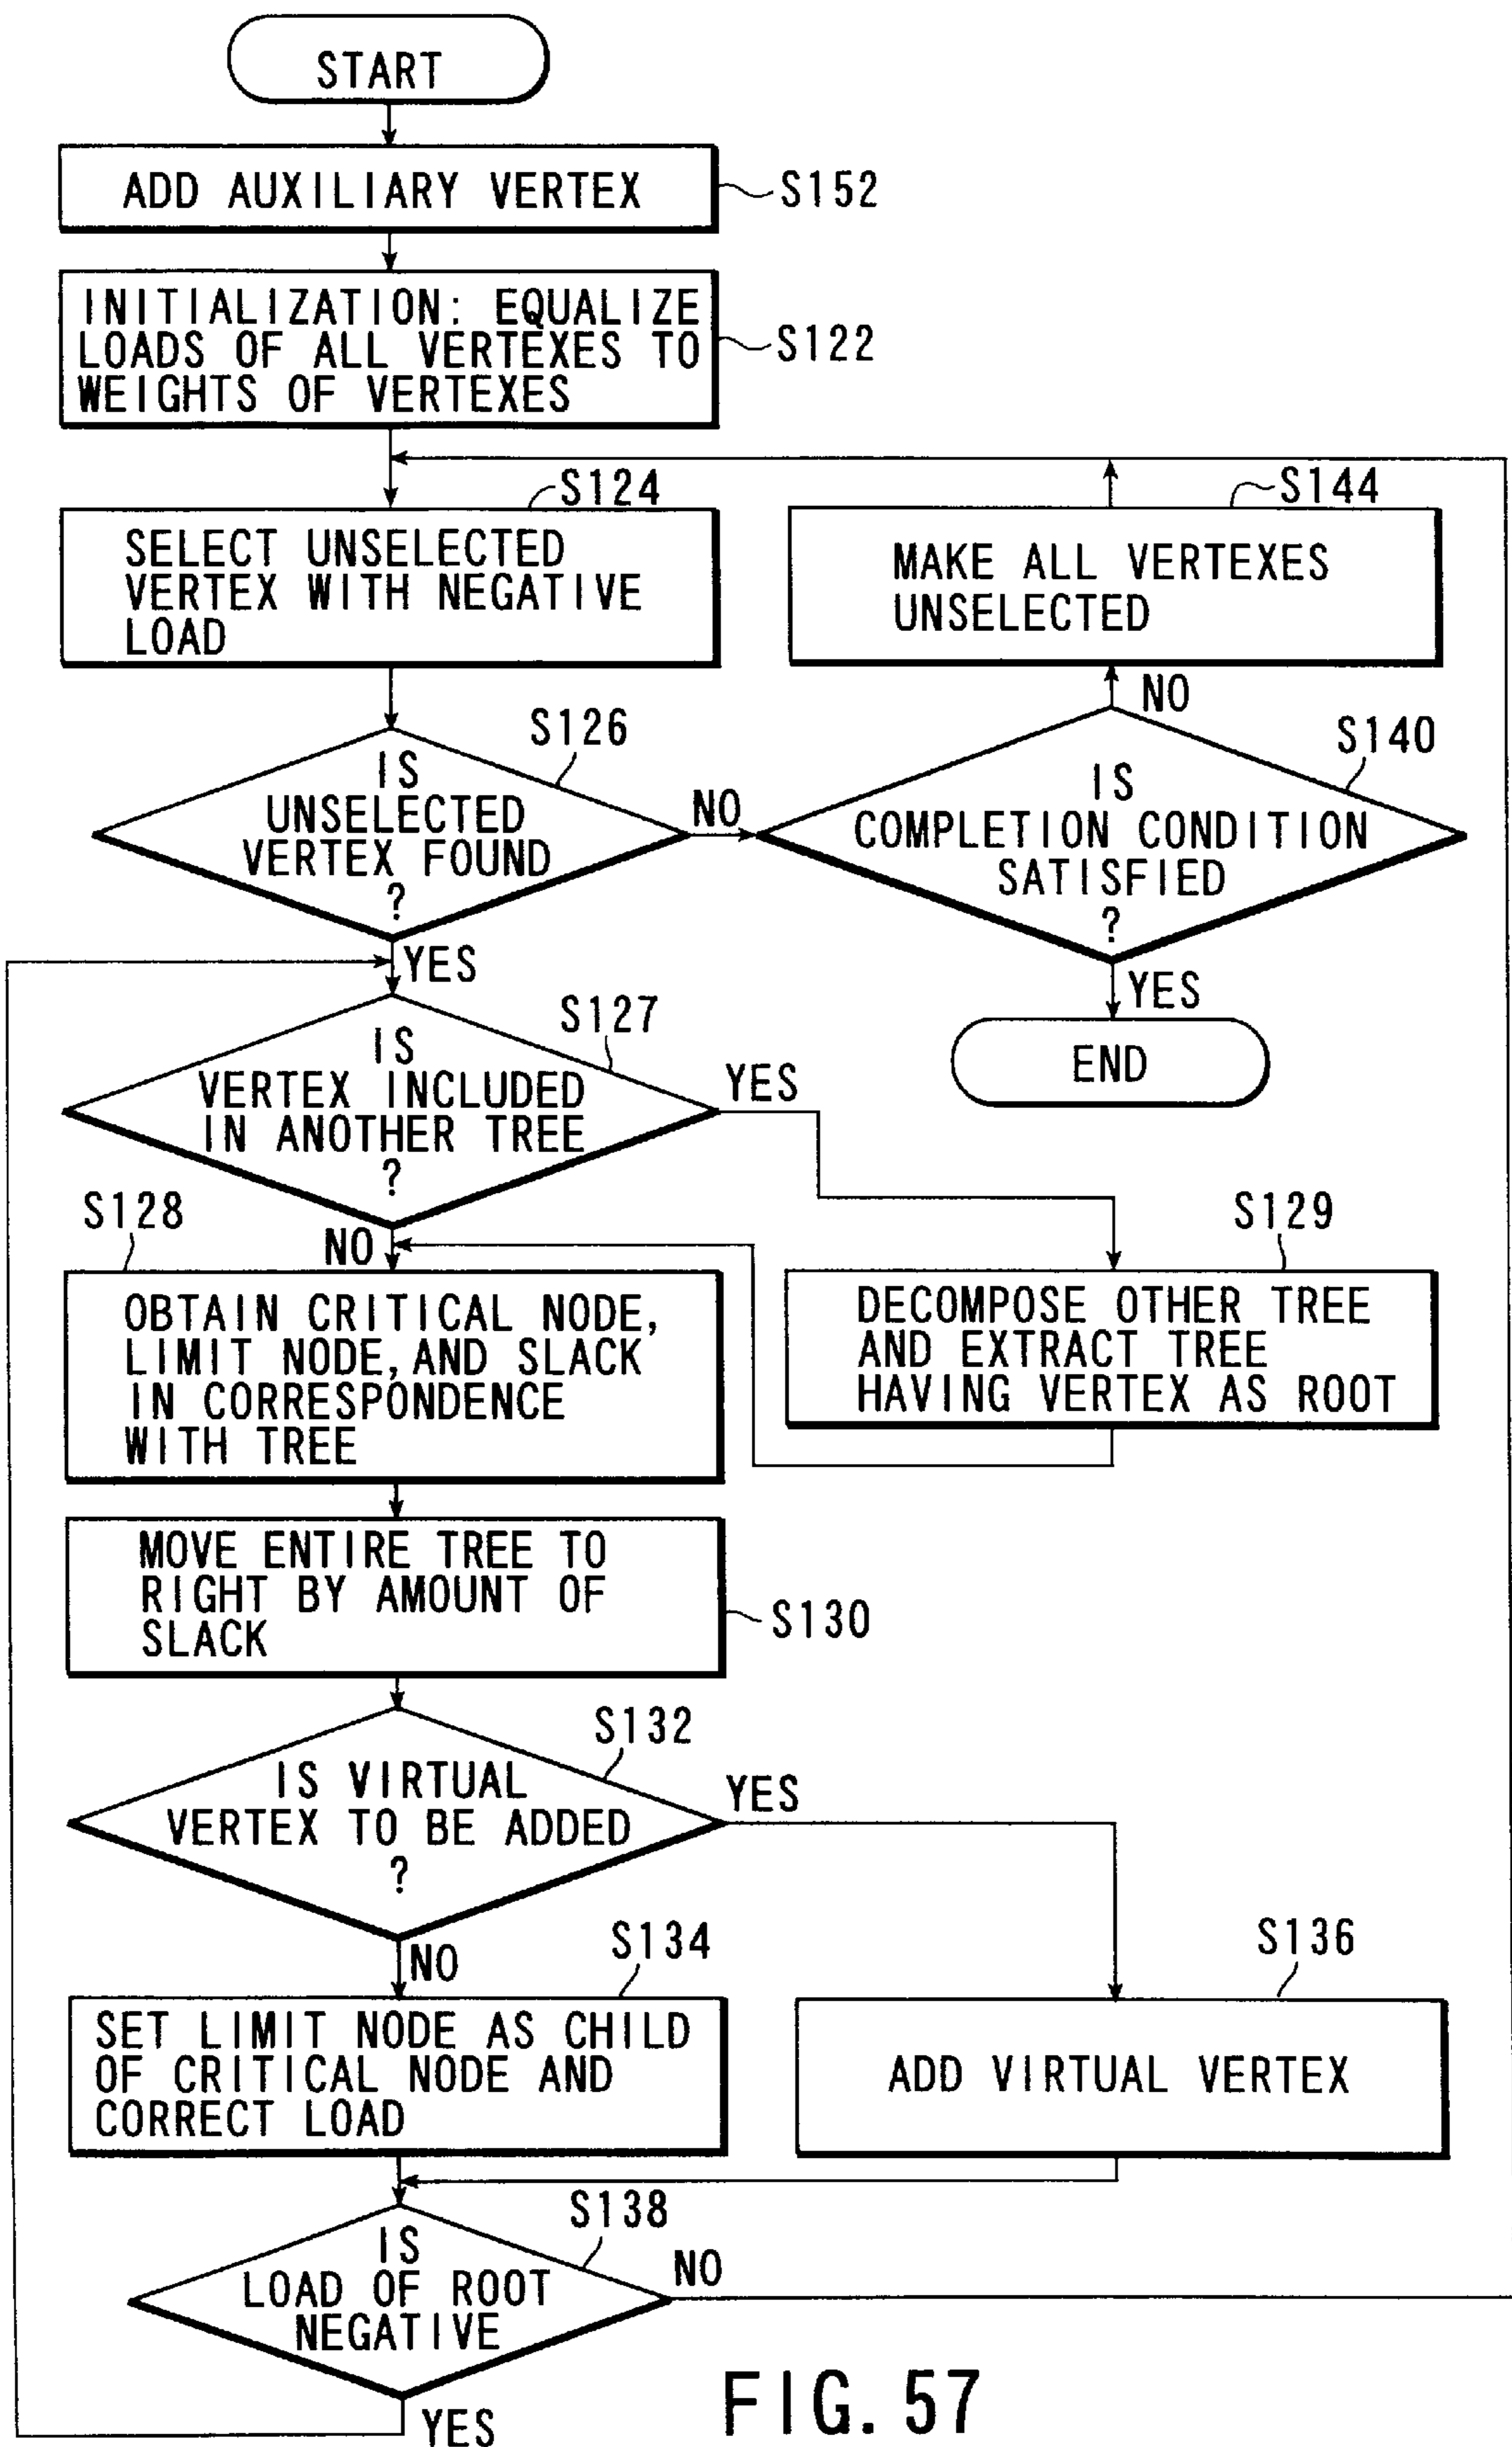 START
ADD AUXILIARY VERTEX
S152
INITIALIZATION: EQUALIZE
LOADS OF ALL VERTEXES TO
WEIGHTS OF VERTEXES
S122
S124
SELECT UNSELECTED
VERTEX WITH NEGATIVE
LOAD
S144
MAKE ALL VERTEXES
UNSELECTED
NO
S126
IS
UNSELECTED
VERTEX FOUND
?
NO
S140
IS
COMPLETION CONDITION
SATISFIED
?
YES
YES
END
S127
IS
VERTEX INCLUDED
IN ANOTHER TREE
?
YES
S128
NO
S129
OBTAIN CRITICAL NODE,
LIMIT NODE, AND SLACK
IN CORRESPONDENCE
WITH TREE
DECOMPOSE OTHER TREE
AND EXTRACT TREE
HAVING VERTEX AS ROOT
MOVE ENTIRE TREE TO
RIGHT BY AMOUNT OF
SLACK
S130
S132
IS VIRTUAL
VERTEX TO BE ADDED
?
YES
NO
S134
S136
SET LIMIT NODE AS CHILD
OF CRITICAL NODE AND
CORRECT LOAD
ADD VIRTUAL VERTEX
S138
IS
LOAD OF ROOT
NEGATIVE
NO
YES
FIG. 57